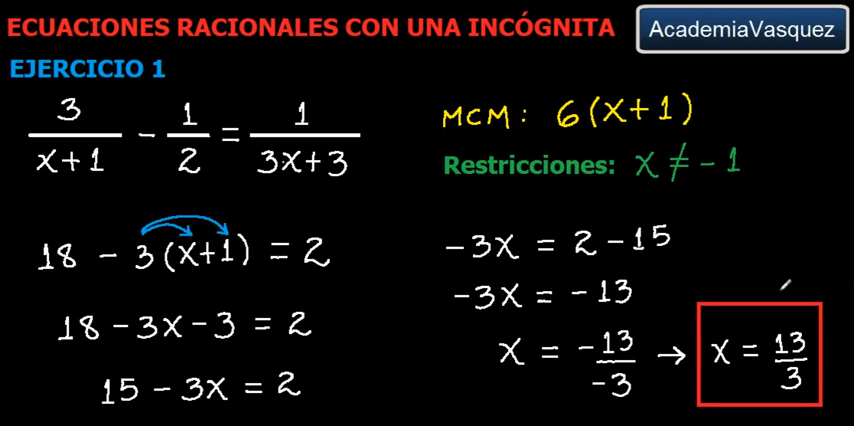 ECUACIONES RACIONALES CON UNA INCÓGNITA
AcademiaVasquez
EJERCICIO 1
3/(x+1) - 1/2 = 1/(3x+3)
18 - 3(x+1) = 2
18 - 3x - 3 = 2
15 - 3x = 2
MCM: 6(x+1)
Restricciones: x ≠ -1
-3x = 2 - 15
-3x = -13
x = -13/-3 → x = 13/3